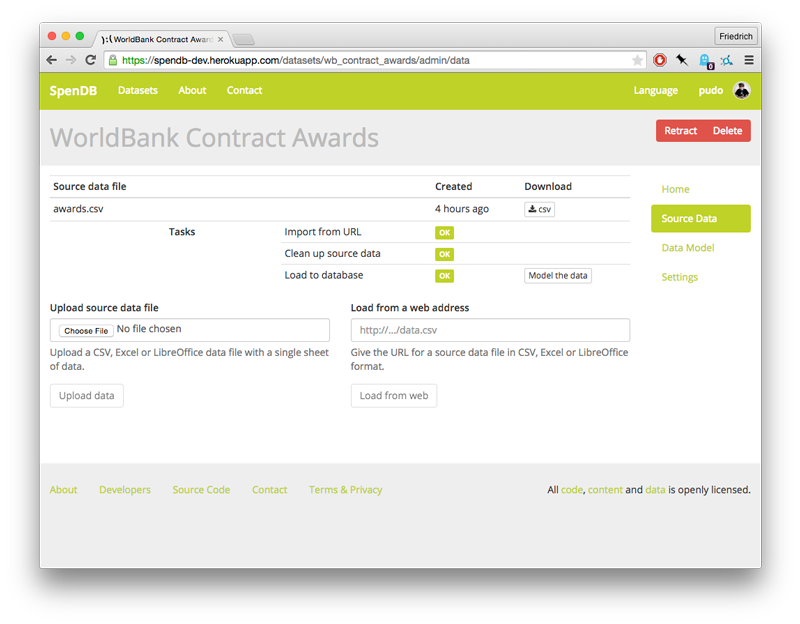 WorldBank Contract Award
Friedrich
https://spendb-dev.herokuapp.com/datasets/wb_contract_awards/admin/data
SpenDB Datasets About Contact Language pudo
WorldBank Contract Awards
Retract Delete
Source data file Created Download
awards.csv 4 hours ago csv
Tasks Import from URL OK
Clean up source data OK
Load to database OK Model the data
Home
Source Data
Data Model
Settings
Upload source data file
Choose File No file chosen
Upload a CSV, Excel or LibreOffice data file with a single sheet
of data.
Upload data
Load from a web address
http://.../data.csv
Give the URL for a source data file in CSV, Excel or LibreOffice
format.
Load from web
About Developers Source Code Contact Terms & Privacy
All code, content and data is openly licensed.